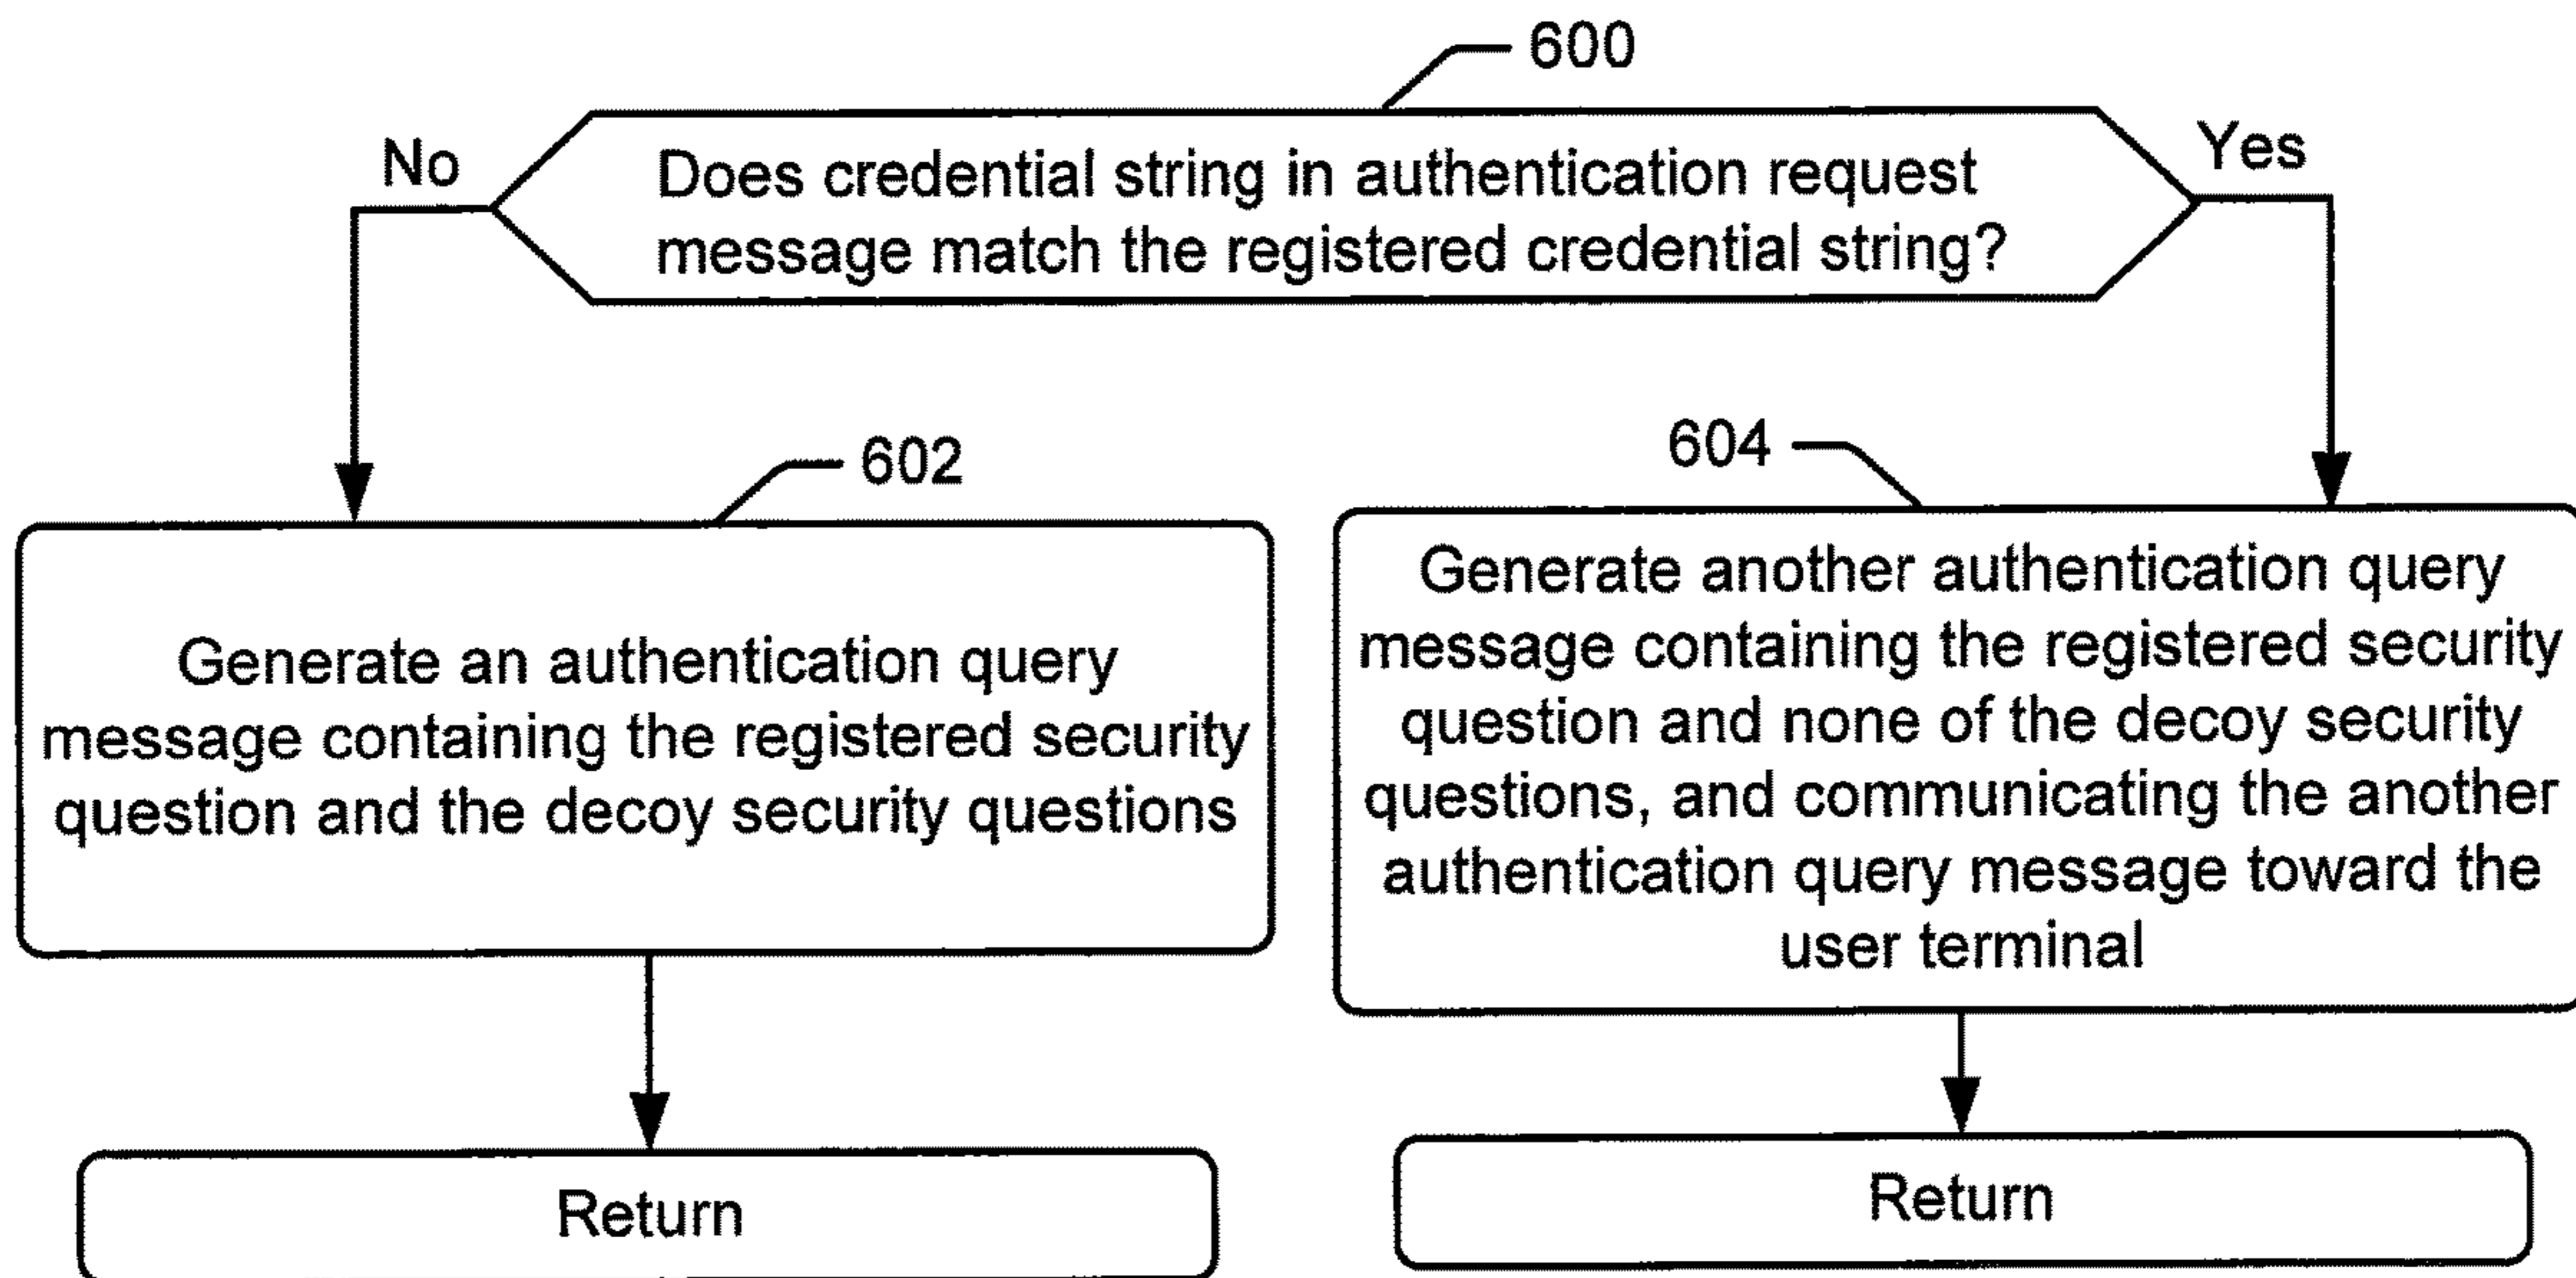 600
No
Yes
Does credential string in authentication request
message match the registered credential string?
602
604
Generate an authentication query
message containing the registered security
question and the decoy security questions
Generate another authentication query
message containing the registered security
question and none of the decoy security
questions, and communicating the another
authentication query message toward the
user terminal
Return
Return